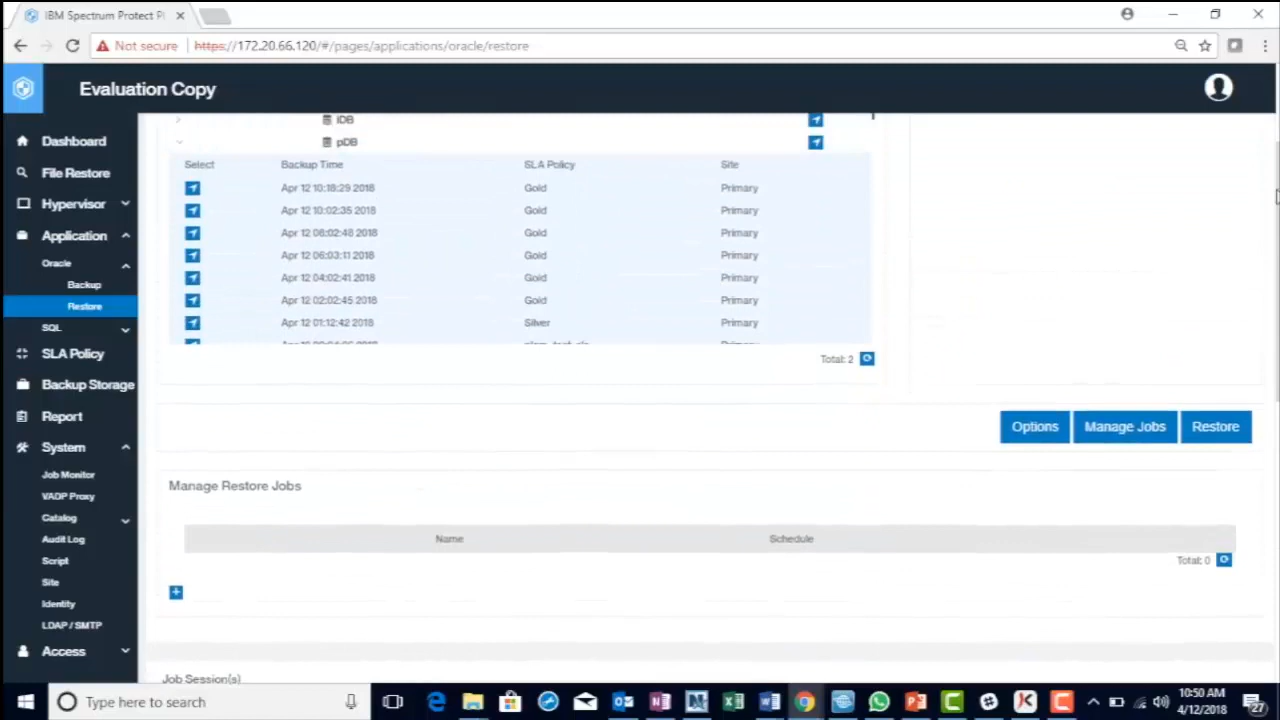 IBM Spectrum Protect Pl
Not secure https://172.20.66.120/#/pages/applications/oracle/restore
Evaluation Copy
Dashboard
File Restore
Hypervisor
Application
Oracle
Backup
Restore
SQL
SLA Policy
Backup Storage
Report
System
Job Monitor
VADP Proxy
Catalog
Audit Log
Script
Site
Identity
LDAP / SMTP
Access
iDB
pDB
Select Backup Time SLA Policy Site
Apr 12 10:18:29 2018 Gold Primary
Apr 12 10:02:35 2018 Gold Primary
Apr 12 08:02:48 2018 Gold Primary
Apr 12 06:03:11 2018 Gold Primary
Apr 12 04:02:41 2018 Gold Primary
Apr 12 02:02:45 2018 Gold Primary
Apr 12 01:12:42 2018 Silver Primary
Total: 2
Options Manage Jobs Restore
Manage Restore Jobs
Name Schedule
Total: 0
Job Session(s)
Type here to search
10:50 AM
4/12/2018
27